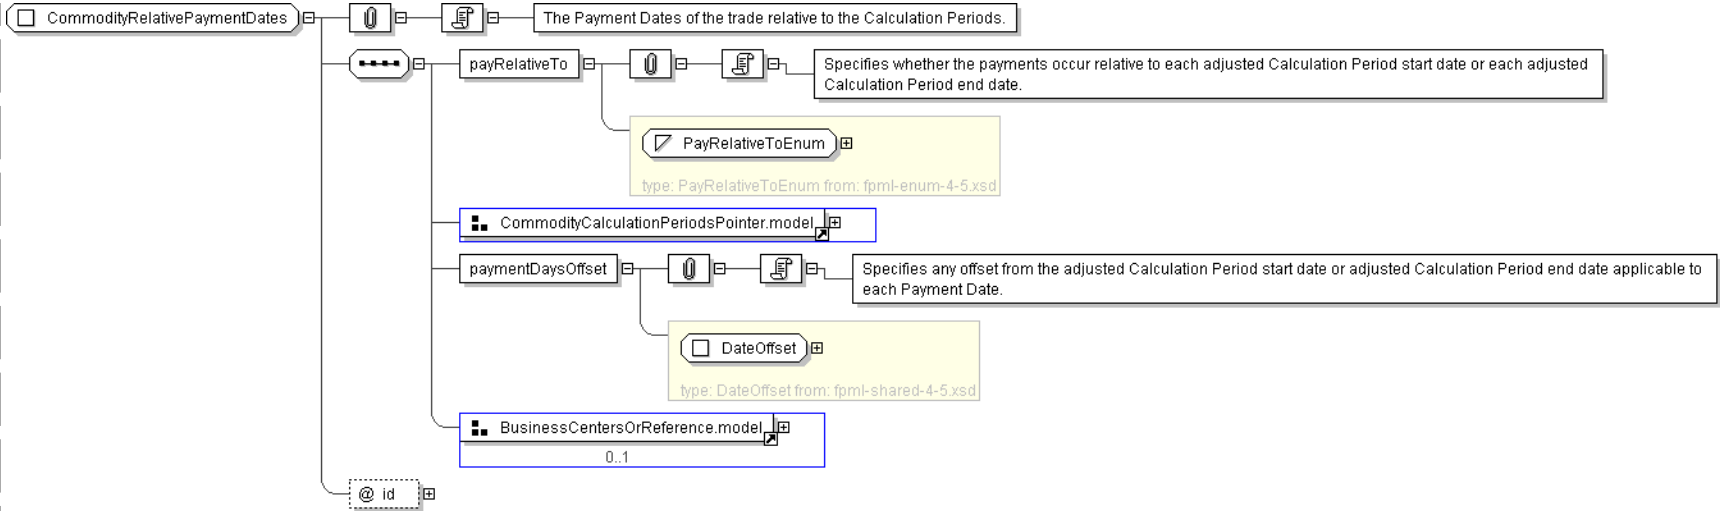 CommodityRelativePaymentDates
The Payment Dates of the trade relative to the Calculation Periods.
payRelativeTo
Specifies whether the payments occur relative to each adjusted Calculation Period start date or each adjusted
Calculation Period end date.
PayRelativeToEnum
type: PayRelativeToEnum from: fpml-enum-4-5.xsd
CommodityCalculationPeriodsPointer.model
paymentDaysOffset
Specifies any offset from the adjusted Calculation Period start date or adjusted Calculation Period end date applicable to
each Payment Date.
DateOffset
type: DateOffset from: fpml-shared-4-5.xsd
BusinessCentersOrReference.model
0..1
@ id